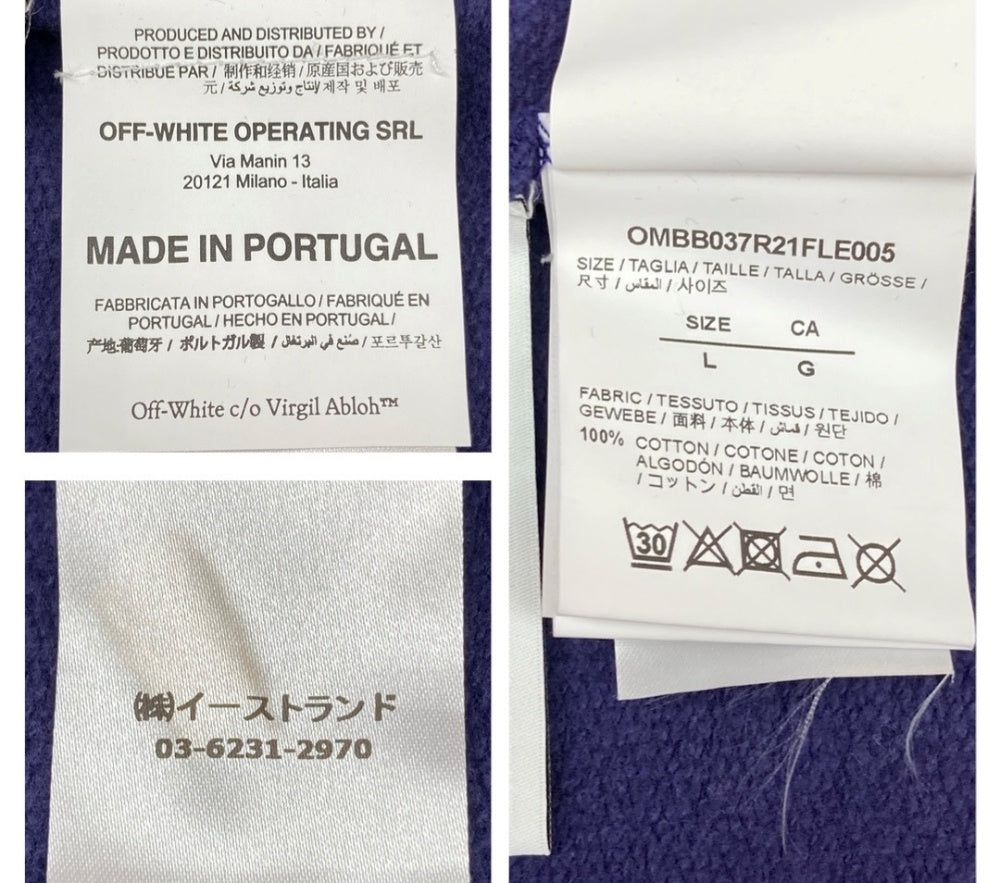 PRODUCED AND DISTRIBUTED BY /
PRODOTTO E DISTRIBUITO DA / FABRIQUÉ ET
DISTRIBUÉ PAR / 制作和经销 / 原産国および販売
元 / إنتاج وتوزيع شركة / 제작 및 배포
OFF-WHITE OPERATING SRL
Via Manin 13
20121 Milano - Italia
MADE IN PORTUGAL
FABBRICATA IN PORTOGALLO / FABRIQUÉ EN
PORTUGAL / HECHO EN PORTUGAL /
产地·葡萄牙 / ポルトガル製 / صُنع في البرتغال / 포르투갈산
Off-White c/o Virgil Abloh™
㈱イーストランド
03-6231-2970
OMBB037R21FLE005
SIZE / TAGLIA / TAILLE / TALLA / GRÖSSE /
尺寸 / المقاس / 사이즈
SIZE CA
L G
FABRIC / TESSUTO / TISSUS / TEJIDO /
GEWEBE / 面料 / 本体 / قماش / 원단
100% COTTON / COTONE / COTON /
ALGODÓN / BAUMWOLLE / 棉
/ コットン / القطن / 면
30